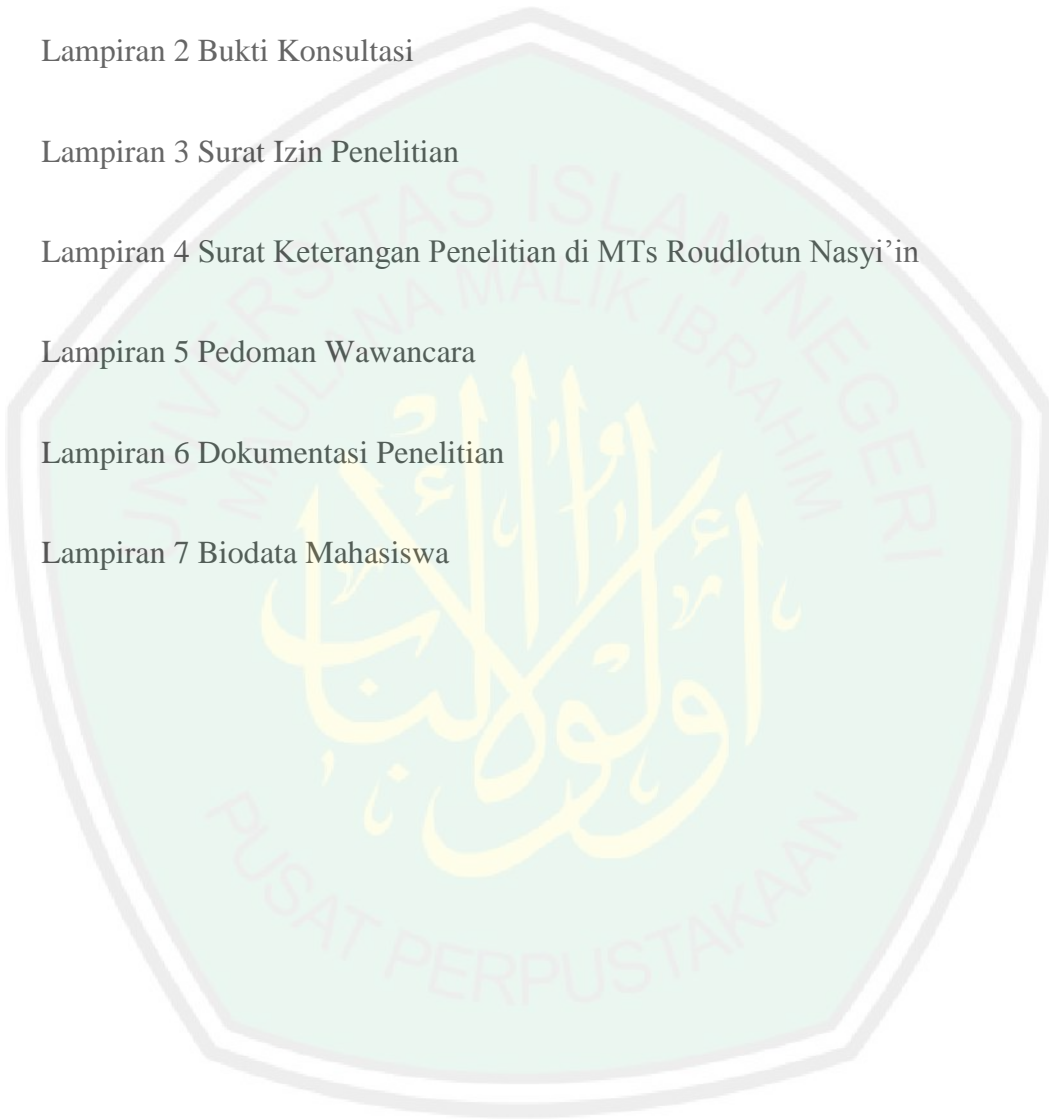 Lampiran 2 Bukti Konsultasi
Lampiran 3 Surat Izin Penelitian
Lampiran 4 Surat Keterangan Penelitian di MTs Roudlotun Nasyi’in
Lampiran 5 Pedoman Wawancara
Lampiran 6 Dokumentasi Penelitian
Lampiran 7 Biodata Mahasiswa
UNIVERSITAS ISLAM NEGERI
MAULANA MALIK IBRAHIM
أولوا الألباب
PUSAT PERPUSTAKAAN